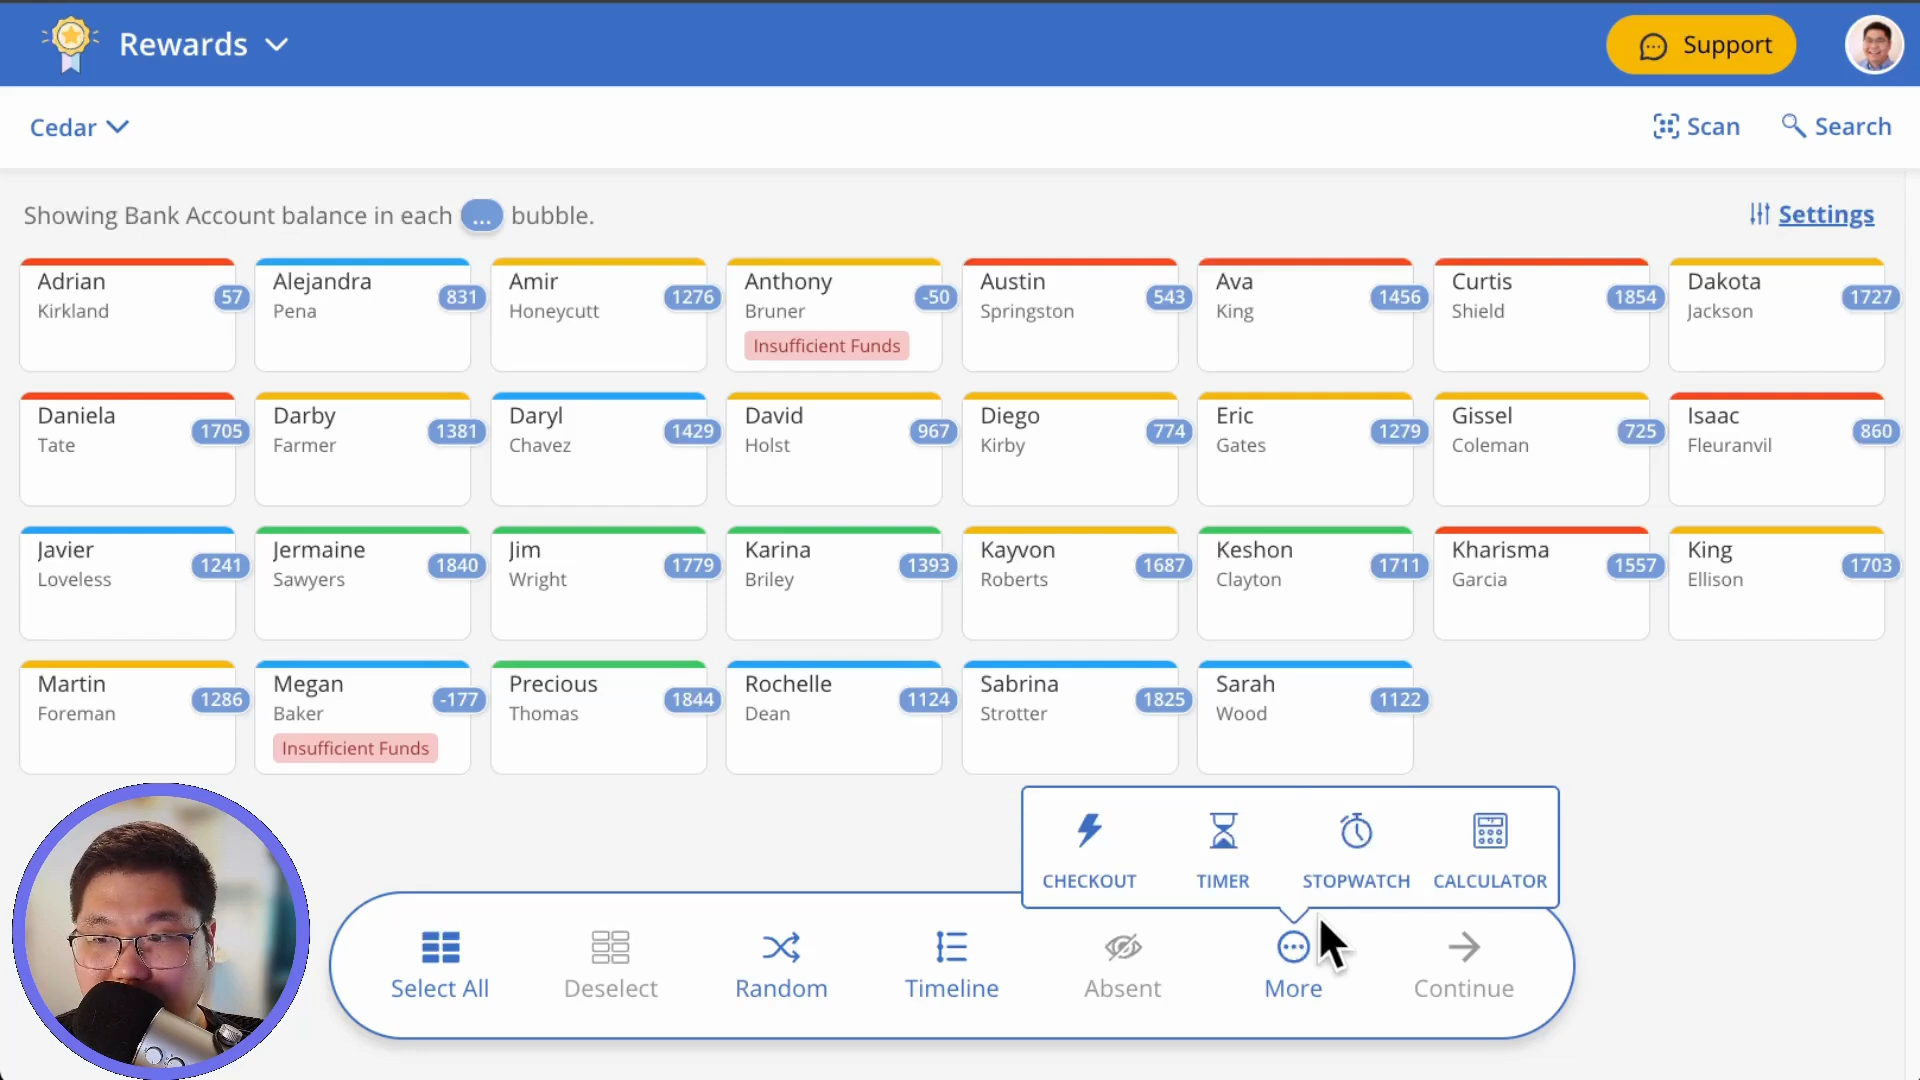 Rewards
Support
Cedar
Scan
Search
Showing Bank Account balance in each ... bubble.
Settings
Adrian
Kirkland
57
Alejandra
Pena
831
Amir
Honeycutt
1276
Anthony
Bruner
-50
Insufficient Funds
Austin
Springston
543
Ava
King
1456
Curtis
Shield
1854
Dakota
Jackson
1727
Daniela
Tate
1705
Darby
Farmer
1381
Daryl
Chavez
1429
David
Holst
967
Diego
Kirby
774
Eric
Gates
1279
Gissel
Coleman
725
Isaac
Fleuranvil
860
Javier
Loveless
1241
Jermaine
Sawyers
1840
Jim
Wright
1779
Karina
Briley
1393
Kayvon
Roberts
1687
Keshon
Clayton
1711
Kharisma
Garcia
1557
King
Ellison
1703
Martin
Foreman
1286
Megan
Baker
-177
Insufficient Funds
Precious
Thomas
1844
Rochelle
Dean
1124
Sabrina
Strotter
1825
Sarah
Wood
1122
CHECKOUT
TIMER
STOPWATCH
CALCULATOR
Select All
Deselect
Random
Timeline
Absent
More
Continue